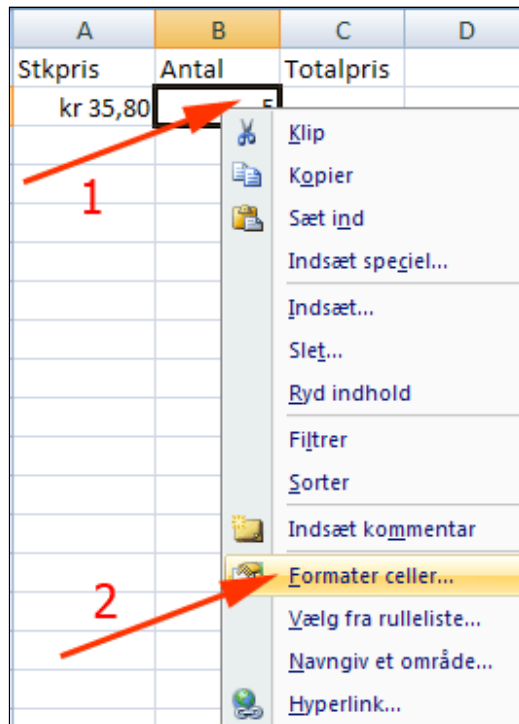 A B C D
Stkpris Antal Totalpris
kr 35,80 5
1
Klip
Kopier
Sæt ind
Indsæt speciel...
Indsæt...
Slet...
Ryd indhold
Filtrer
Sorter
Indsæt kommentar
2
Formater celler...
Vælg fra rulleliste...
Navngiv et område...
Hyperlink...